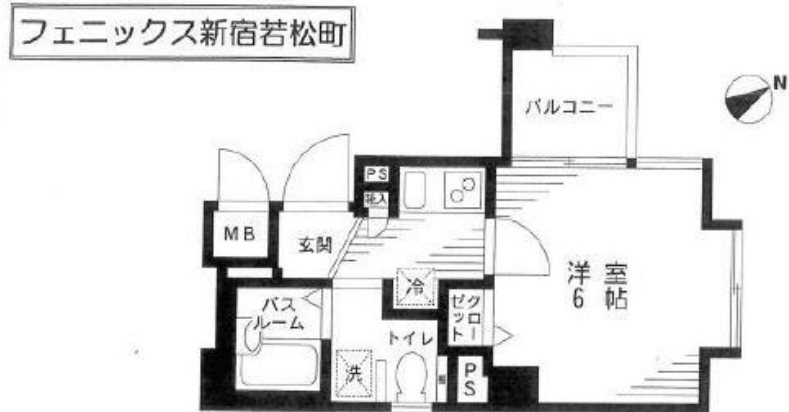 フェニックス新宿若松町
N
バルコニー
PS
靴入
MB
玄関
洋室
6帖
冷
クロー
ゼット
バス
ルーム
トイレ
洗
PS